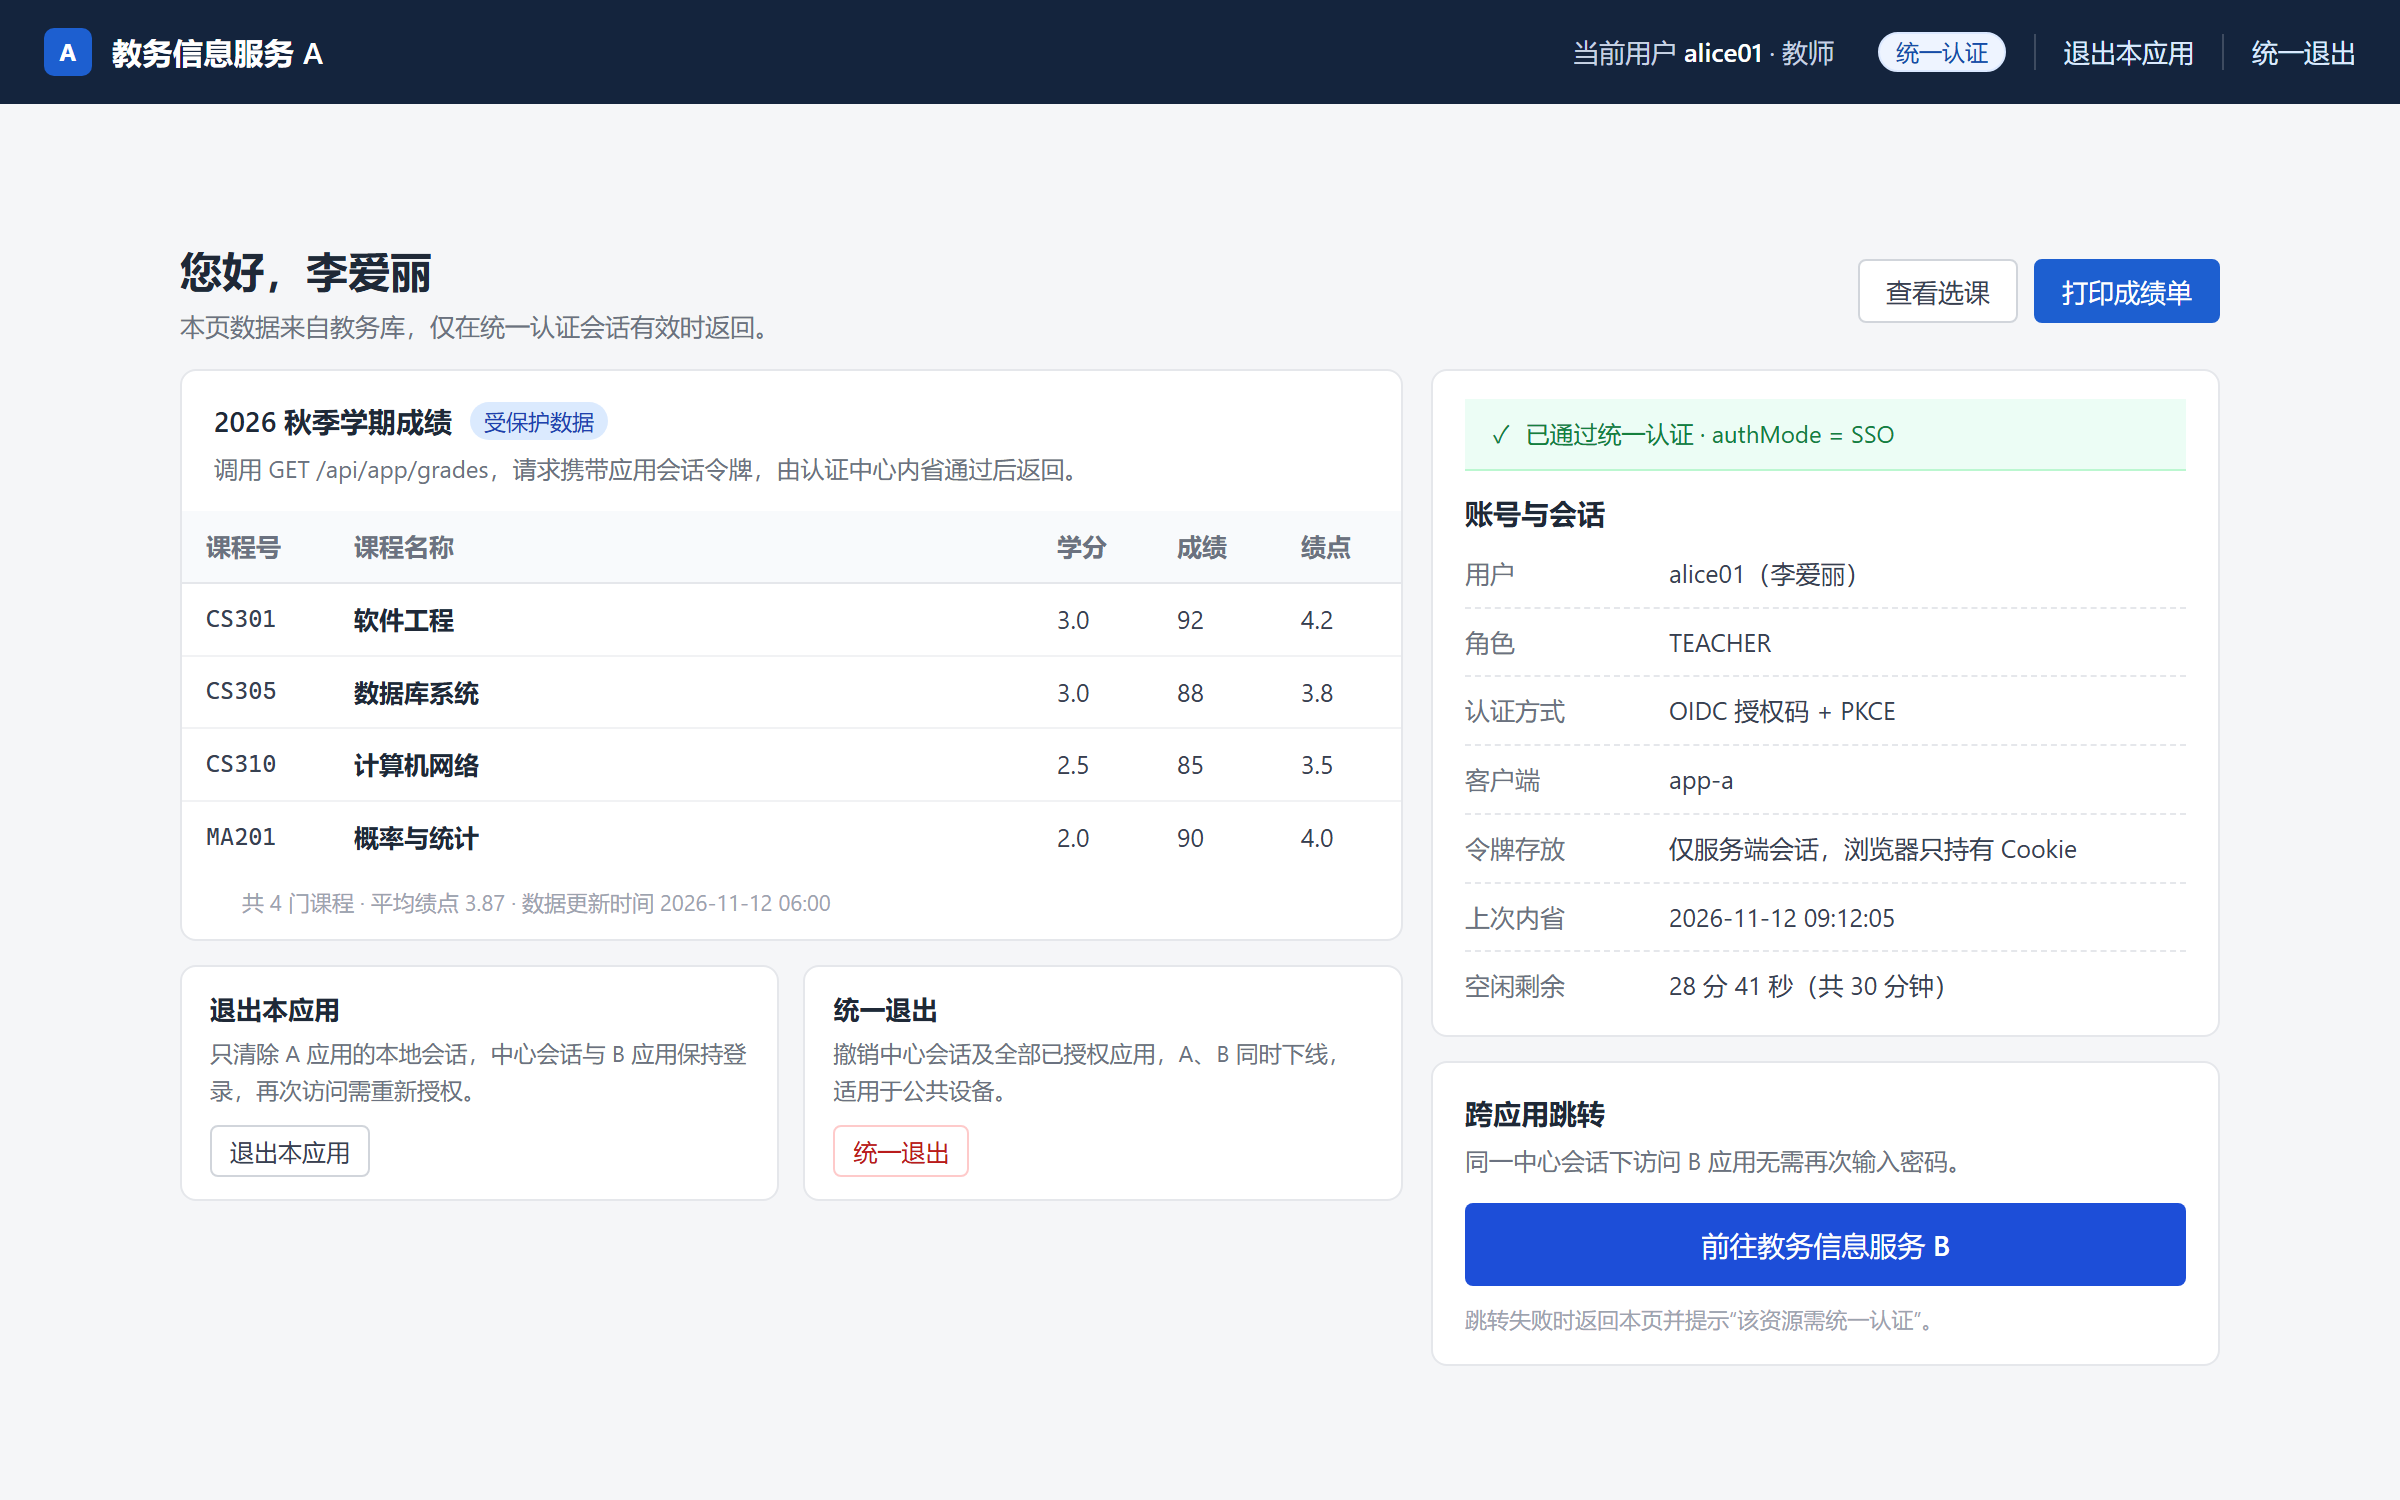 A 教务信息服务 A
当前用户 alice01 · 教师 统一认证 退出本应用 统一退出
您好，李爱丽
本页数据来自教务库，仅在统一认证会话有效时返回。
查看选课 打印成绩单
2026 秋季学期成绩 受保护数据
调用 GET /api/app/grades，请求携带应用会话令牌，由认证中心内省通过后返回。
课程号 课程名称 学分 成绩 绩点
CS301 软件工程 3.0 92 4.2
CS305 数据库系统 3.0 88 3.8
CS310 计算机网络 2.5 85 3.5
MA201 概率与统计 2.0 90 4.0
共 4 门课程 · 平均绩点 3.87 · 数据更新时间 2026-11-12 06:00
退出本应用
只清除 A 应用的本地会话，中心会话与 B 应用保持登
录，再次访问需重新授权。
退出本应用
统一退出
撤销中心会话及全部已授权应用，A、B 同时下线，
适用于公共设备。
统一退出
✓ 已通过统一认证 · authMode = SSO
账号与会话
用户 alice01（李爱丽）
角色 TEACHER
认证方式 OIDC 授权码 + PKCE
客户端 app-a
令牌存放 仅服务端会话，浏览器只持有 Cookie
上次内省 2026-11-12 09:12:05
空闲剩余 28 分 41 秒（共 30 分钟）
跨应用跳转
同一中心会话下访问 B 应用无需再次输入密码。
前往教务信息服务 B
跳转失败时返回本页并提示“该资源需统一认证”。